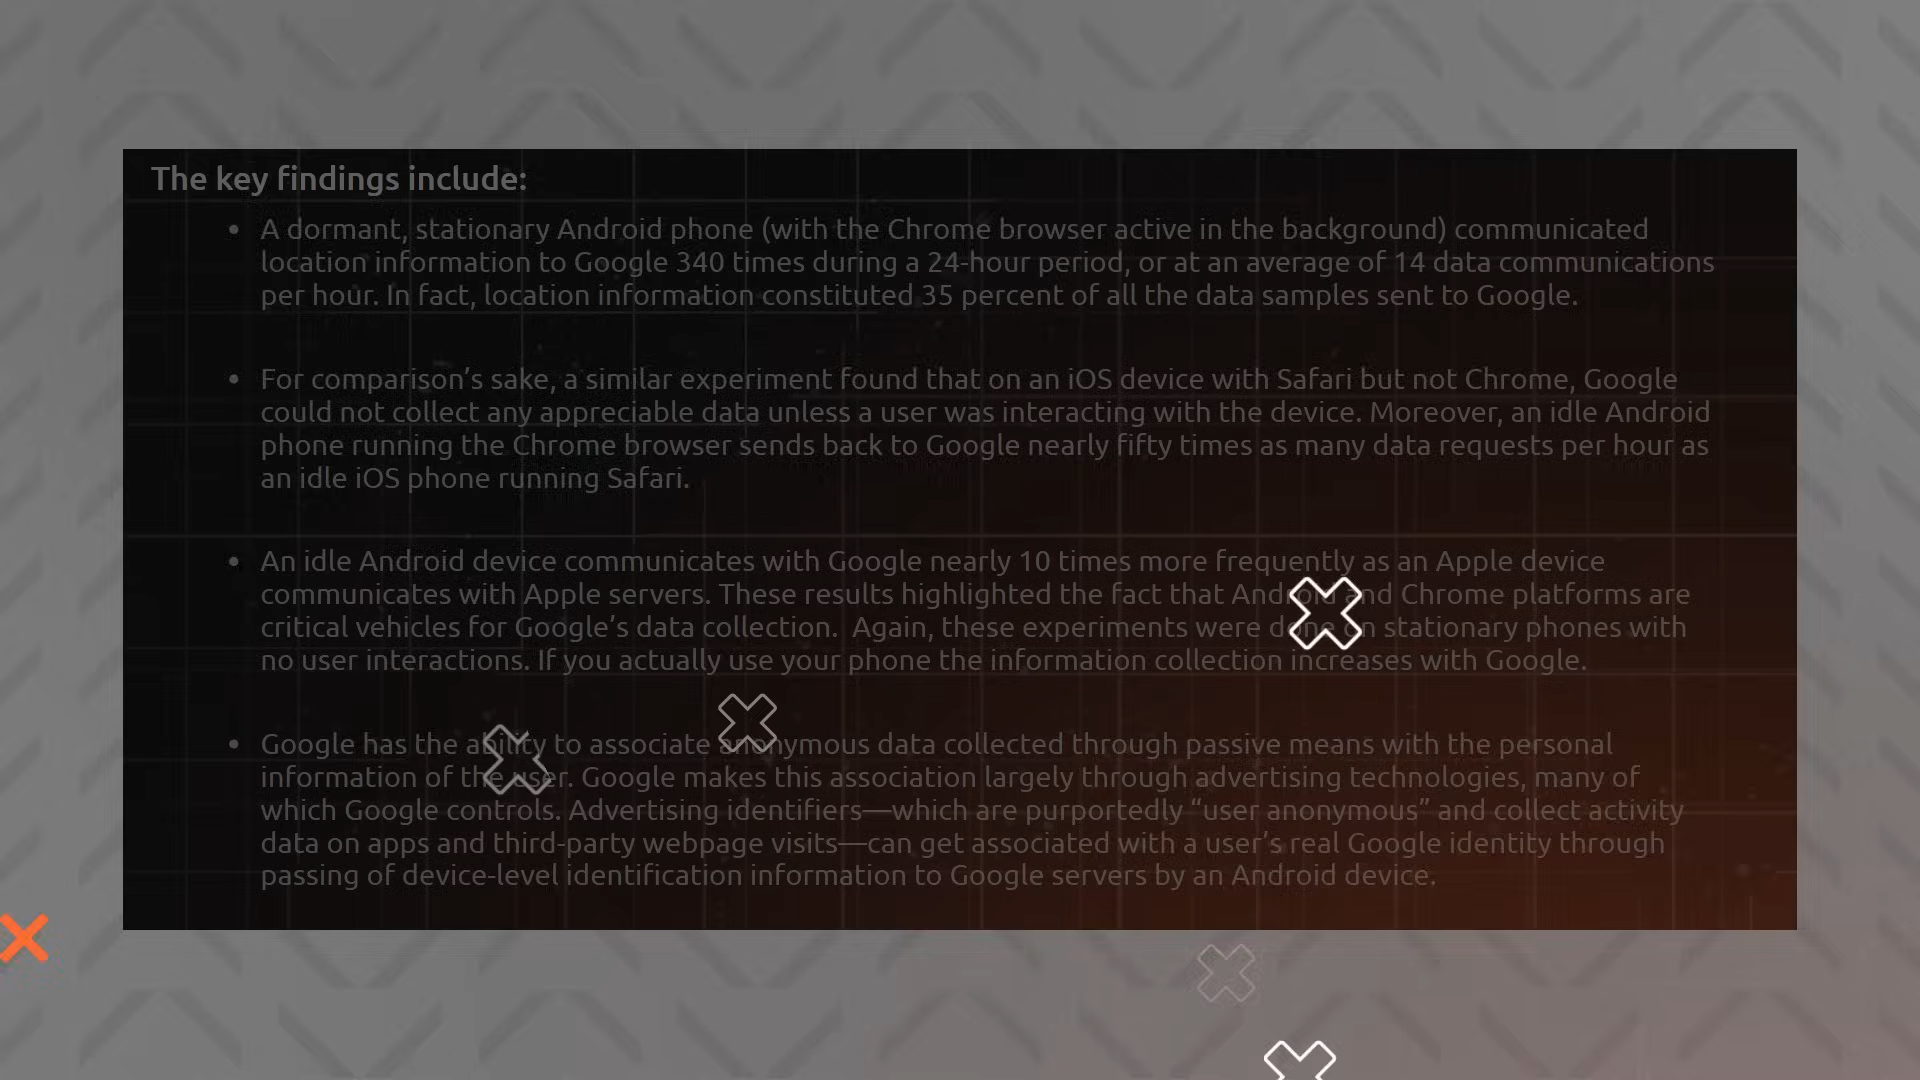 The key findings include:
• A dormant, stationary Android phone (with the Chrome browser active in the background) communicated
location information to Google 340 times during a 24-hour period, or at an average of 14 data communications
per hour. In fact, location information constituted 35 percent of all the data samples sent to Google.
• For comparison’s sake, a similar experiment found that on an iOS device with Safari but not Chrome, Google
could not collect any appreciable data unless a user was interacting with the device. Moreover, an idle Android
phone running the Chrome browser sends back to Google nearly fifty times as many data requests per hour as
an idle iOS phone running Safari.
• An idle Android device communicates with Google nearly 10 times more frequently as an Apple device
communicates with Apple servers. These results highlighted the fact that Android and Chrome platforms are
critical vehicles for Google’s data collection. Again, these experiments were done on stationary phones with
no user interactions. If you actually use your phone the information collection increases with Google.
• Google has the ability to associate anonymous data collected through passive means with the personal
information of the user. Google makes this association largely through advertising technologies, many of
which Google controls. Advertising identifiers—which are purportedly “user anonymous” and collect activity
data on apps and third-party webpage visits—can get associated with a user’s real Google identity through
passing of device-level identification information to Google servers by an Android device.